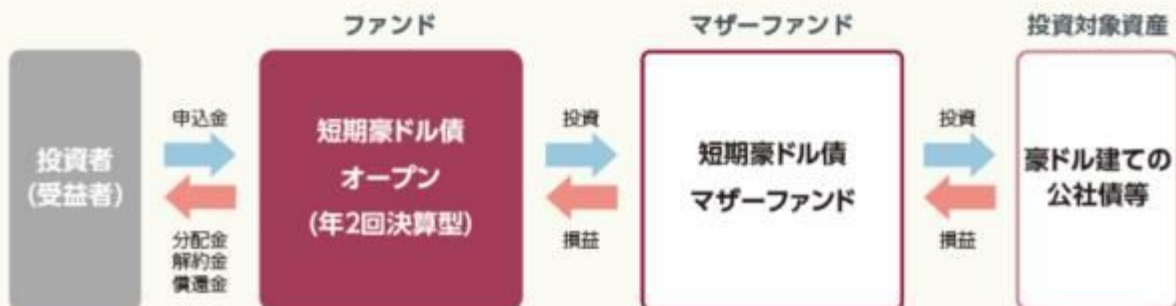 ファンド
マザーファンド
投資対象資産
投資者
(受益者)
申込金
分配金
解約金
償還金
短期豪ドル債
オープン
(年2回決算型)
投資
損益
短期豪ドル債
マザーファンド
投資
損益
豪ドル建ての
公社債等